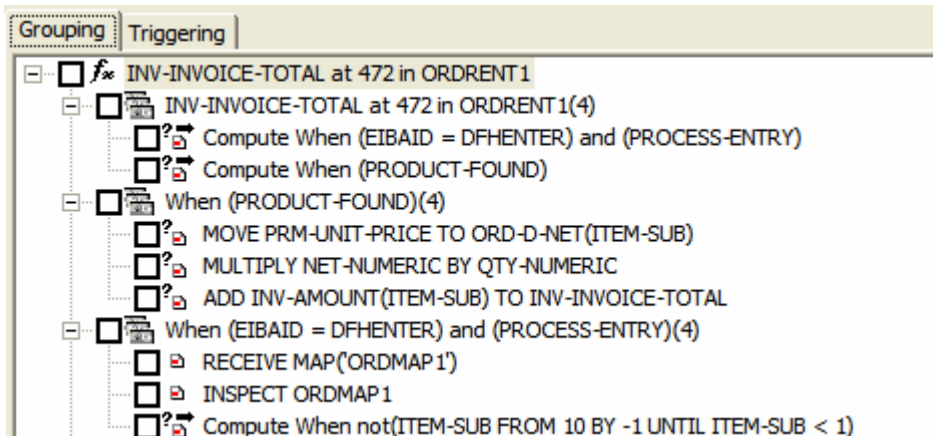 Grouping Triggering
fx INV-INVOICE-TOTAL at 472 in ORDRENT1
INV-INVOICE-TOTAL at 472 in ORDRENT1(4)
? Compute When (EIBAID = DFHENTER) and (PROCESS-ENTRY)
? Compute When (PRODUCT-FOUND)
When (PRODUCT-FOUND)(4)
? MOVE PRM-UNIT-PRICE TO ORD-D-NET(ITEM-SUB)
? MULTIPLY NET-NUMERIC BY QTY-NUMERIC
? ADD INV-AMOUNT(ITEM-SUB) TO INV-INVOICE-TOTAL
When (EIBAID = DFHENTER) and (PROCESS-ENTRY)(4)
RECEIVE MAP('ORDMAP1')
INSPECT ORDMAP1
? Compute When not(ITEM-SUB FROM 10 BY -1 UNTIL ITEM-SUB < 1)